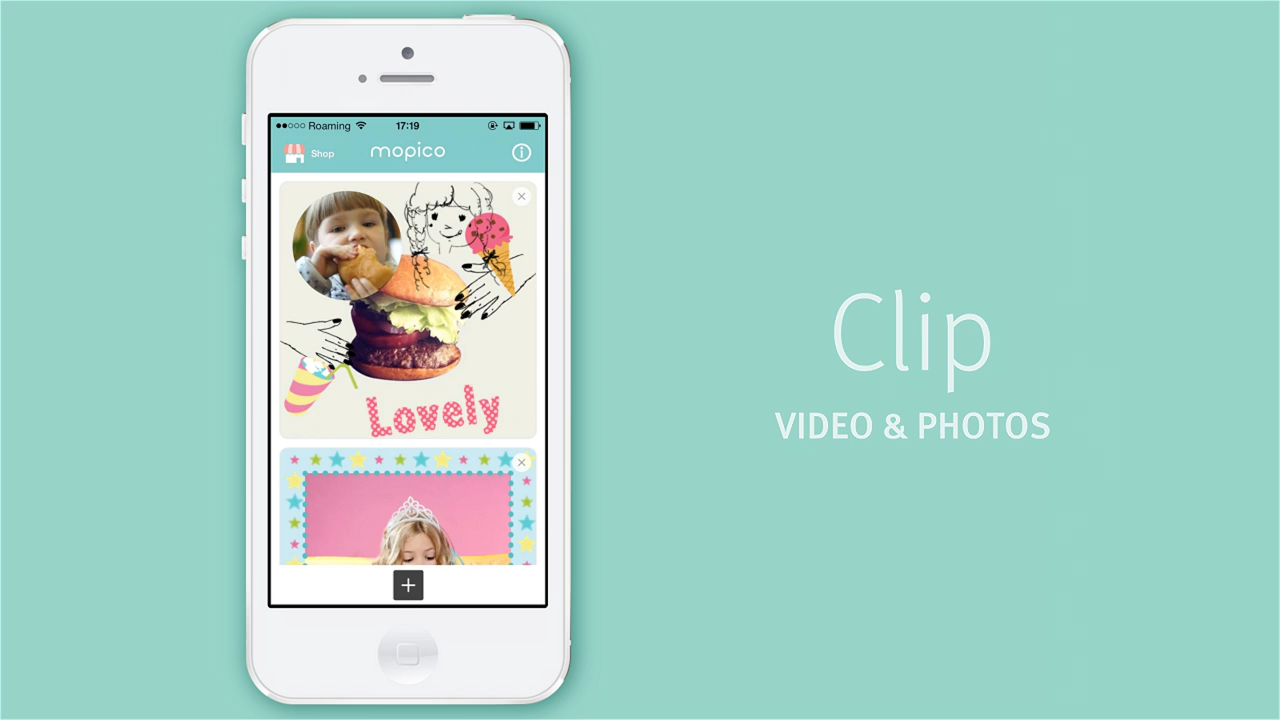 Roaming
17:19
Shop
mopico
Lovely
Clip
VIDEO & PHOTOS